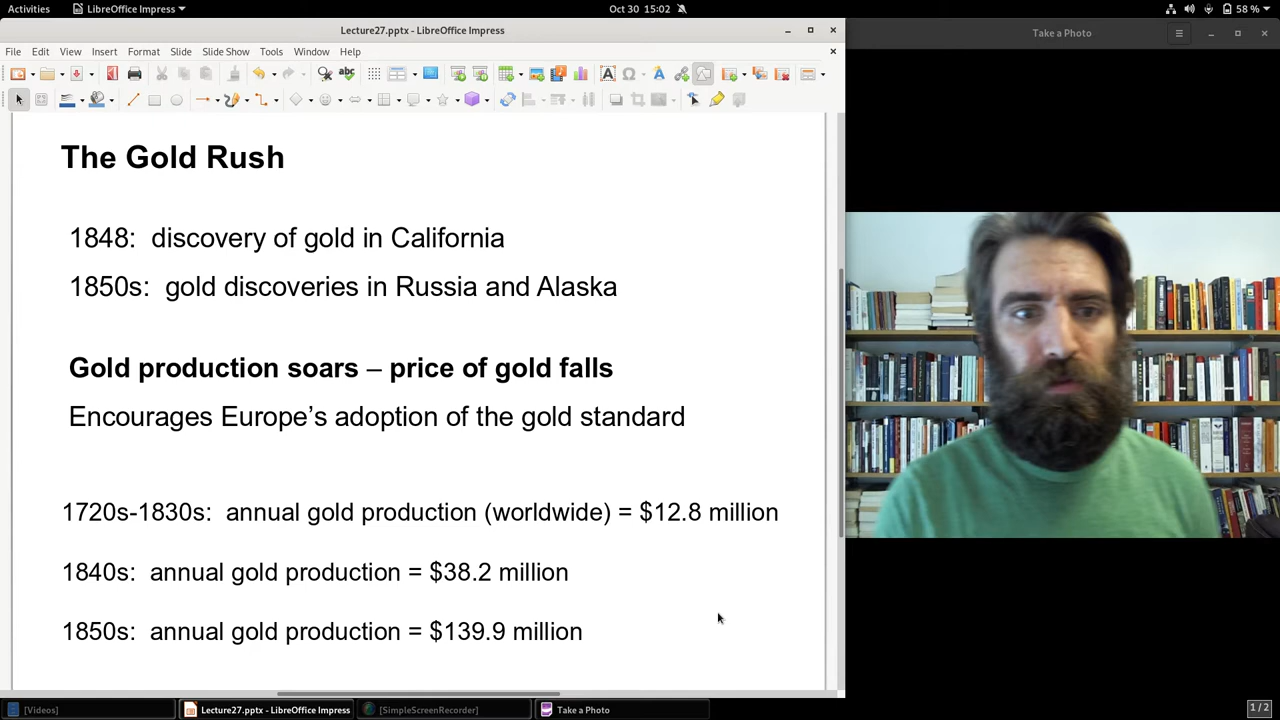 Activities LibreOffice Impress Oct 30 15:02 58 %
Lecture27.pptx - LibreOffice Impress
Take a Photo
File Edit View Insert Format Slide Slide Show Tools Window Help
The Gold Rush
1848: discovery of gold in California
1850s: gold discoveries in Russia and Alaska
Gold production soars – price of gold falls
Encourages Europe’s adoption of the gold standard
1720s-1830s: annual gold production (worldwide) = $12.8 million
1840s: annual gold production = $38.2 million
1850s: annual gold production = $139.9 million
[Videos] Lecture27.pptx - LibreOffice Impress [SimpleScreenRecorder] Take a Photo 1/2